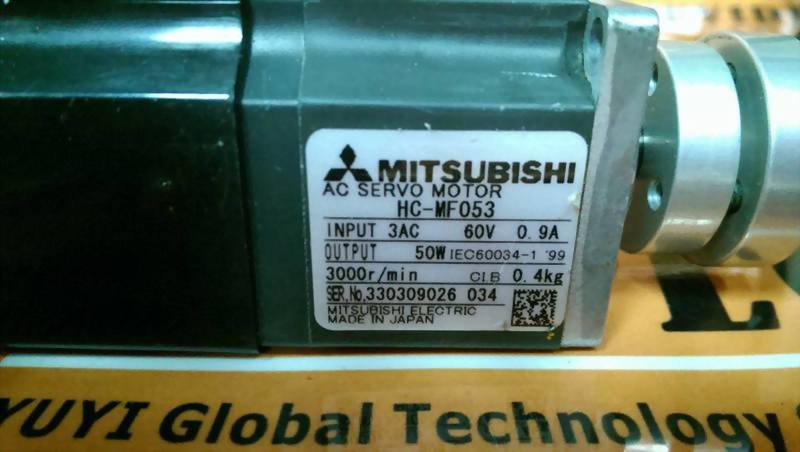 MITSUBISHI
AC SERVO MOTOR
HC-MF053
INPUT 3AC 60V 0.9A
OUTPUT 50W IEC60034-1 '99
3000r/min Cl.B 0.4kg
SER.No.330309026 034
MITSUBISHI ELECTRIC
MADE IN JAPAN
YUYI Global Technology